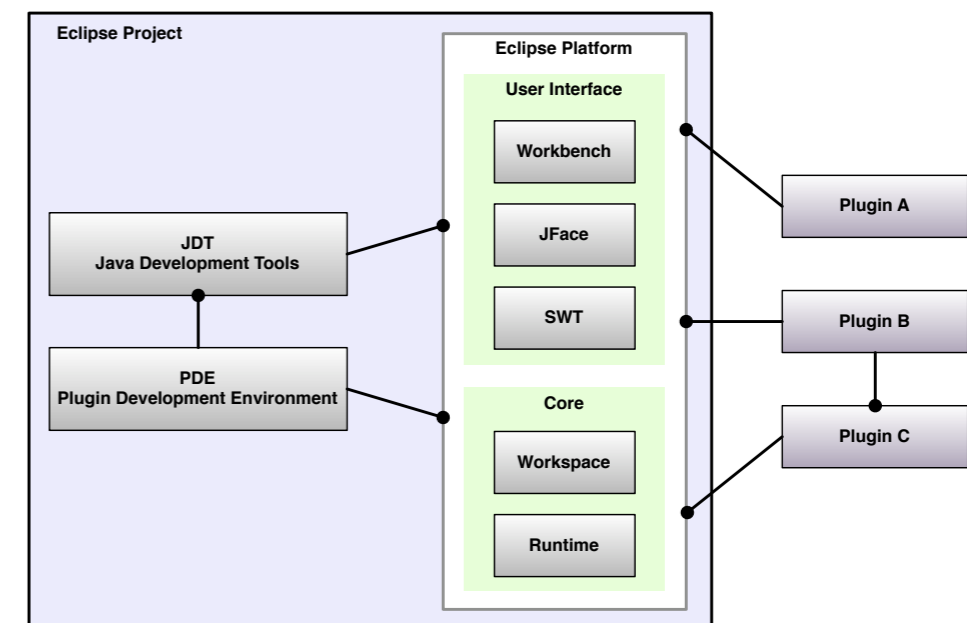 Eclipse Project
Eclipse Platform
User Interface
Workbench
JFace
SWT
Core
Workspace
Runtime
JDT
Java Development Tools
PDE
Plugin Development Environment
Plugin A
Plugin B
Plugin C